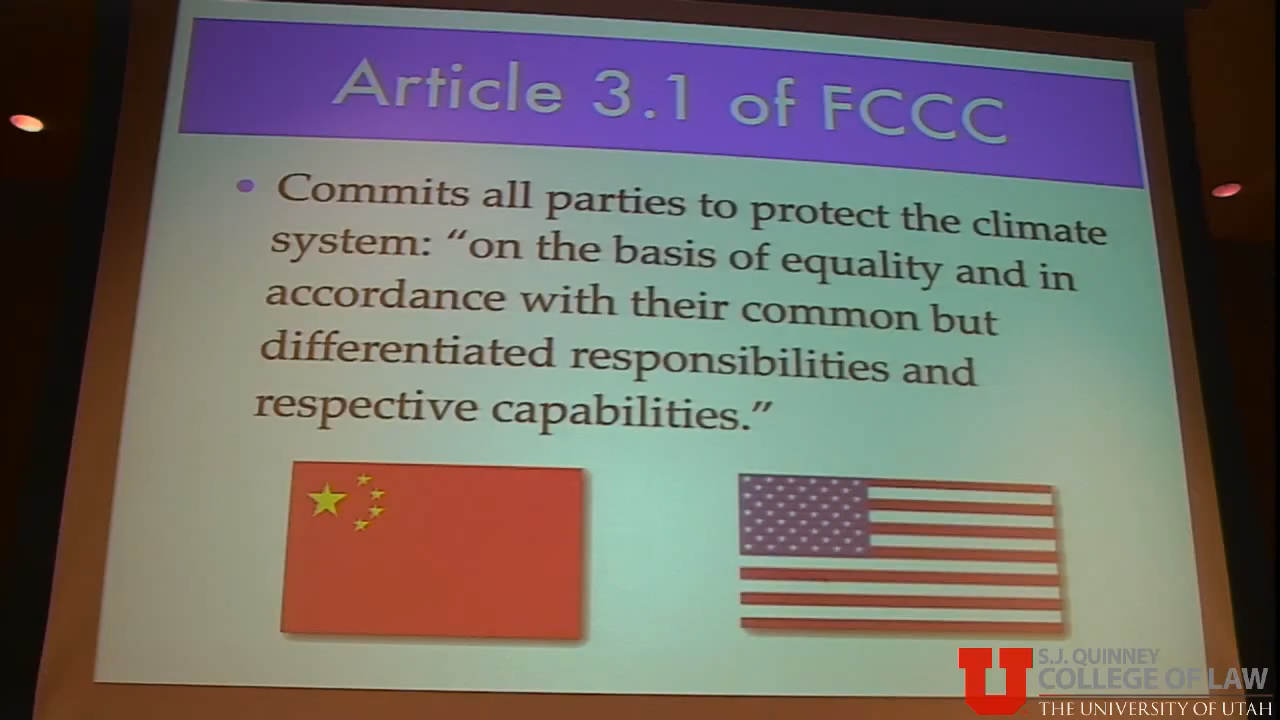 Article 3.1 of FCCC
• Commits all parties to protect the climate
system: “on the basis of equality and in
accordance with their common but
differentiated responsibilities and
respective capabilities.”
U
S.J. QUINNEY
COLLEGE OF LAW
THE UNIVERSITY OF UTAH